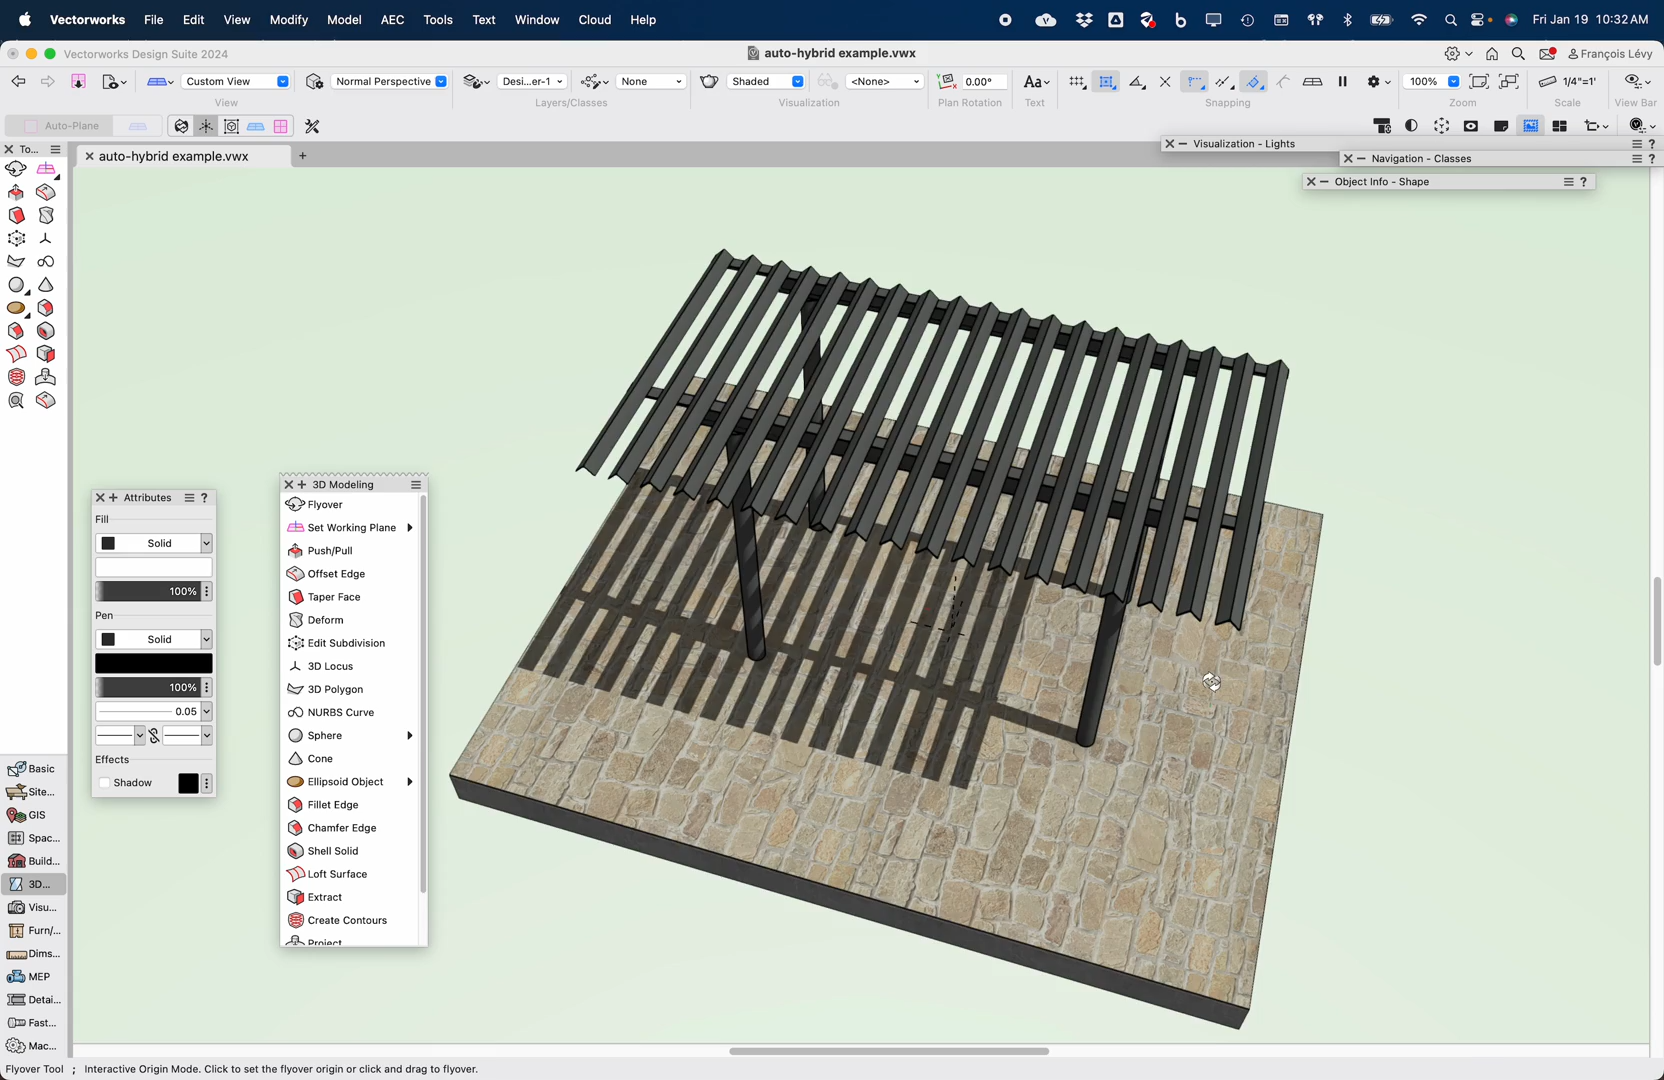 Vectorworks File Edit View Modify Model AEC Tools Text Window Cloud Help Fri Jan 19 10:32 AM
Vectorworks Design Suite 2024 auto-hybrid example.vwx François Lévy
Custom View Normal Perspective Desi...er-1 None Shaded <None> 0.00° Aa 100% 1/4"=1'
View Layers/Classes Visualization Plan Rotation Text Snapping Zoom Scale View Bar
Auto-Plane
Visualization - Lights
To... auto-hybrid example.vwx
Navigation - Classes
Object Info - Shape
3D Modeling
Flyover
Set Working Plane
Push/Pull
Offset Edge
Taper Face
Deform
Edit Subdivision
3D Locus
3D Polygon
NURBS Curve
Sphere
Cone
Ellipsoid Object
Fillet Edge
Chamfer Edge
Shell Solid
Loft Surface
Extract
Create Contours
Project
Attributes
Fill
Solid
100%
Pen
Solid
100%
0.05
Effects
Shadow
Basic
Site...
GIS
Spac...
Build...
3D...
Visu...
Furn/...
Dims...
MEP
Detai...
Fast...
Mac...
Flyover Tool ; Interactive Origin Mode. Click to set the flyover origin or click and drag to flyover.